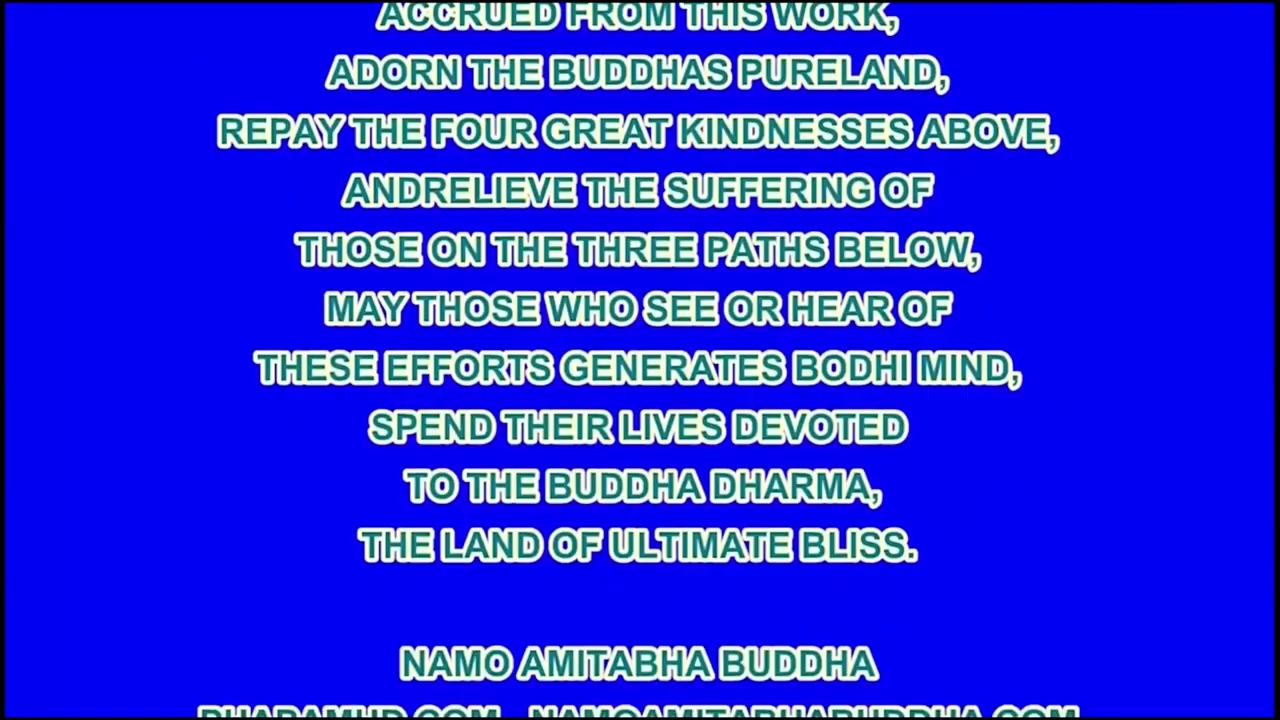 ACCRUED FROM THIS WORK,
ADORN THE BUDDHAS PURELAND,
REPAY THE FOUR GREAT KINDNESSES ABOVE,
ANDRELIEVE THE SUFFERING OF
THOSE ON THE THREE PATHS BELOW,
MAY THOSE WHO SEE OR HEAR OF
THESE EFFORTS GENERATES BODHI MIND,
SPEND THEIR LIVES DEVOTED
TO THE BUDDHA DHARMA,
THE LAND OF ULTIMATE BLISS.
NAMO AMITABHA BUDDHA
NAMOAMITABHABUDDHA.COM